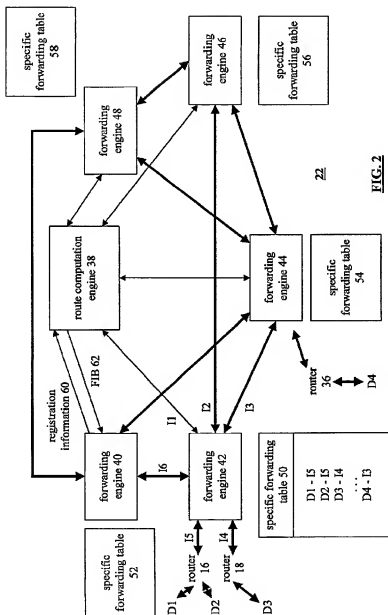 specific
forwarding table
58
forwarding
engine 48
forwarding
engine 46
specific
forwarding table
56
route computation
engine 38
registration
information 60
FIB 62
forwarding
engine 40
I6
I1
I2
I3
forwarding
engine 42
forwarding
engine 44
specific
forwarding table
54
specific
forwarding table
52
I5
I4
D1
router
16
D2
router
18
D3
specific forwarding
table 50
D1 - I5
D2 - I5
D3 - I4
. . .
D4 - I3
router
36
D4
22
FIG. 2